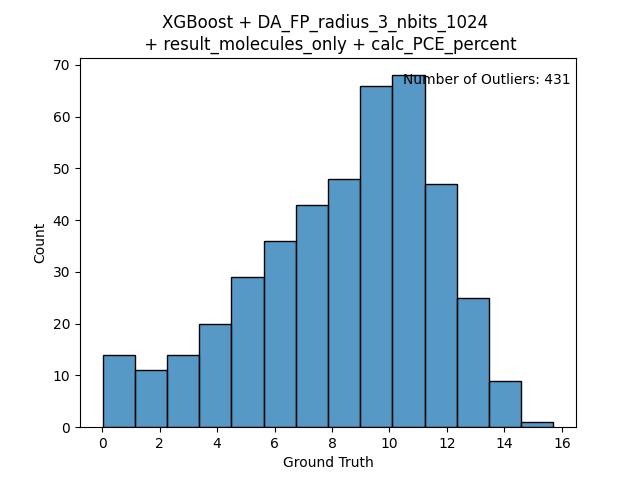 XGBoost + DA_FP_radius_3_nbits_1024
+ result_molecules_only + calc_PCE_percent
Number of Outliers: 431
70
60
50
40
30
20
10
0
Count
0 2 4 6 8 10 12 14 16
Ground Truth